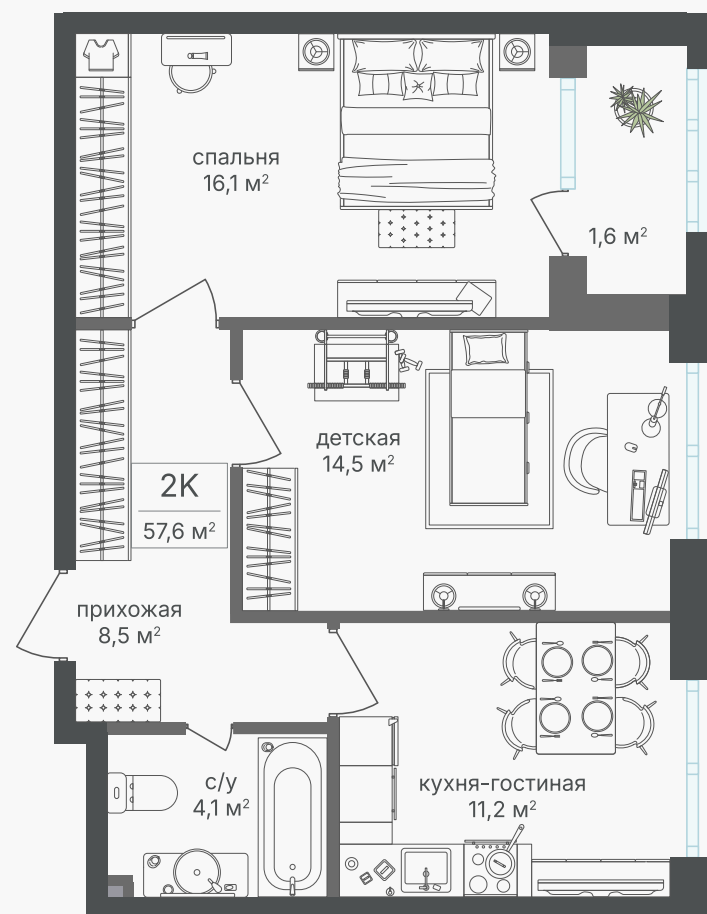 спальня
16,1 м²
1,6 м²
детская
14,5 м²
2К
57,6 м²
прихожая
8,5 м²
с/у
4,1 м²
кухня-гостиная
11,2 м²